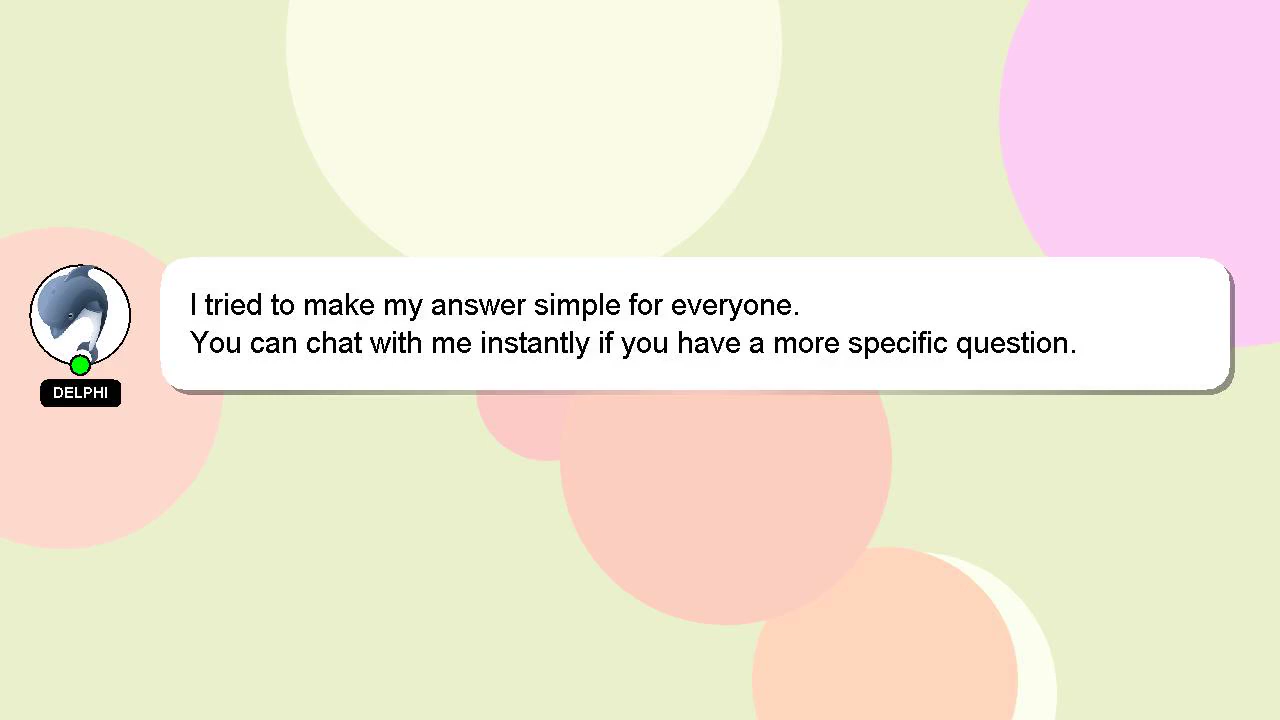 I tried to make my answer simple for everyone.
You can chat with me instantly if you have a more specific question.
DELPHI